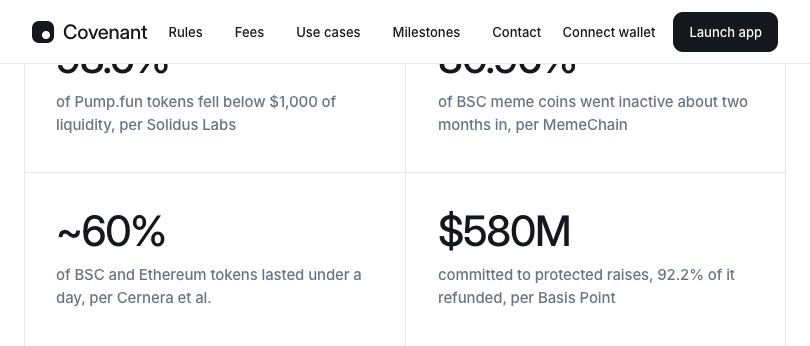 Covenant
Rules
Fees
Use cases
Milestones
Contact
Connect wallet
Launch app
of Pump.fun tokens fell below $1,000 of
liquidity, per Solidus Labs
of BSC meme coins went inactive about two
months in, per MemeChain
~60%
of BSC and Ethereum tokens lasted under a
day, per Cernera et al.
$580M
committed to protected raises, 92.2% of it
refunded, per Basis Point